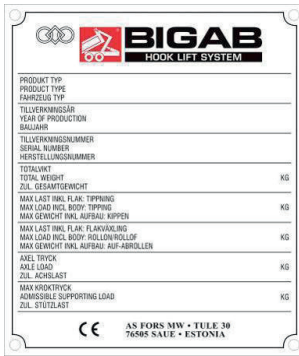 BIGAB
HOOK LIFT SYSTEM
PRODUKT TYP
PRODUCT TYPE
FAHRZEUG TYP
TILLVERKNINGSÅR
YEAR OF PRODUCTION
BAUJAHR
TILLVERKNINGSNUMMER
SERIAL NUMBER
HERSTELLUNGSNUMMER
TOTALVIKT
TOTAL WEIGHT KG
ZUL. GESAMTGEWICHT
MAX LAST INKL FLAK: TIPPNING
MAX LOAD INCL BODY: TIPPING KG
MAX GEWICHT INKL AUFBAU: KIPPEN
MAX LAST INKL FLAK: FLAKVÄXLING
MAX LOAD INCL BODY: ROLLON/ROLLOF KG
MAX GEWICHT INKL AUFBAU: AUF-ABROLLEN
AXEL TRYCK
AXLE LOAD KG
ZUL. ACHSLAST
MAX KROKTRYCK
ADMISSIBLE SUPPORTING LOAD KG
ZUL. STÜTZLAST
CE AS FORS MW • TULE 30
76505 SAUE • ESTONIA